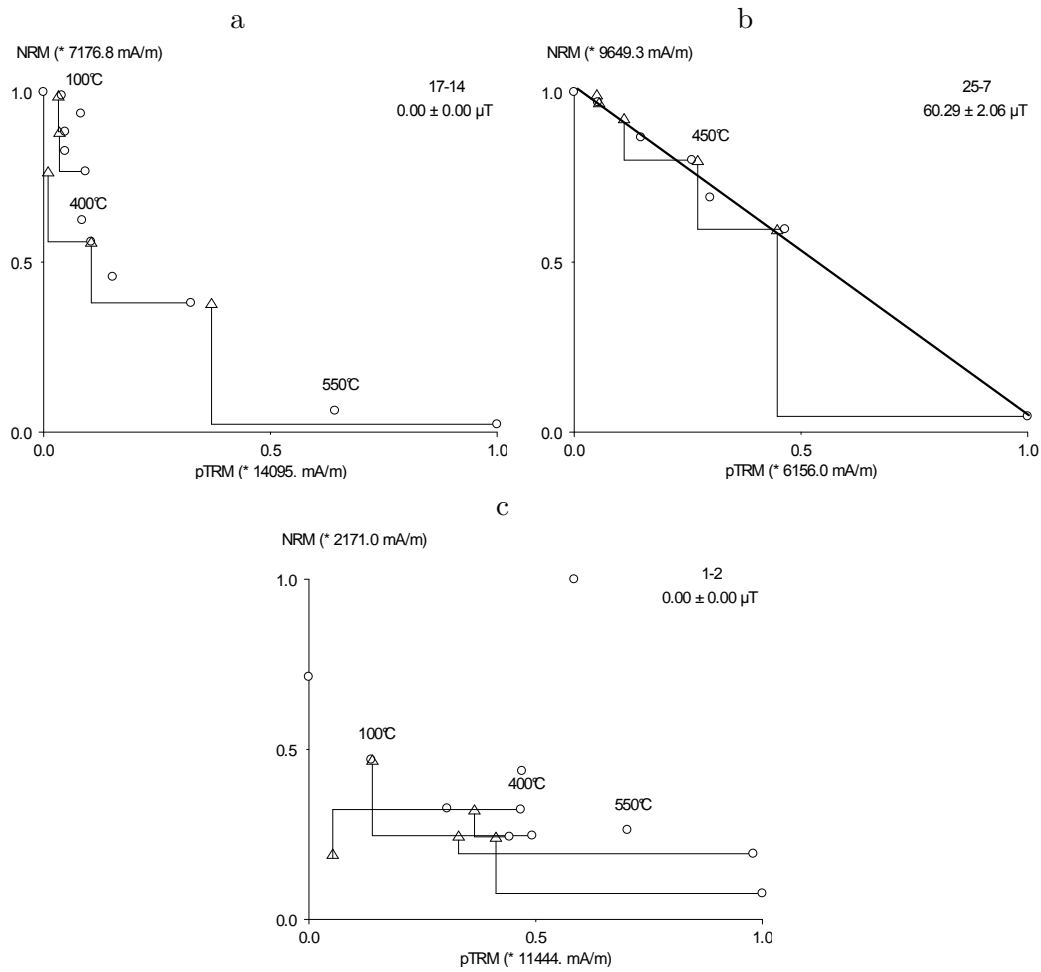 a
NRM (* 7176.8 mA/m)
100℃
17-14
0.00 ± 0.00 µT
1.0
400℃
0.5
550℃
0.0
0.0
0.5
1.0
pTRM (* 14095. mA/m)
b
NRM (* 9649.3 mA/m)
25-7
60.29 ± 2.06 µT
1.0
450℃
0.5
0.0
0.0
0.5
1.0
pTRM (* 6156.0 mA/m)
c
NRM (* 2171.0 mA/m)
1-2
0.00 ± 0.00 µT
1.0
100℃
0.5
400℃
550℃
0.0
0.0
0.5
1.0
pTRM (* 11444. mA/m)